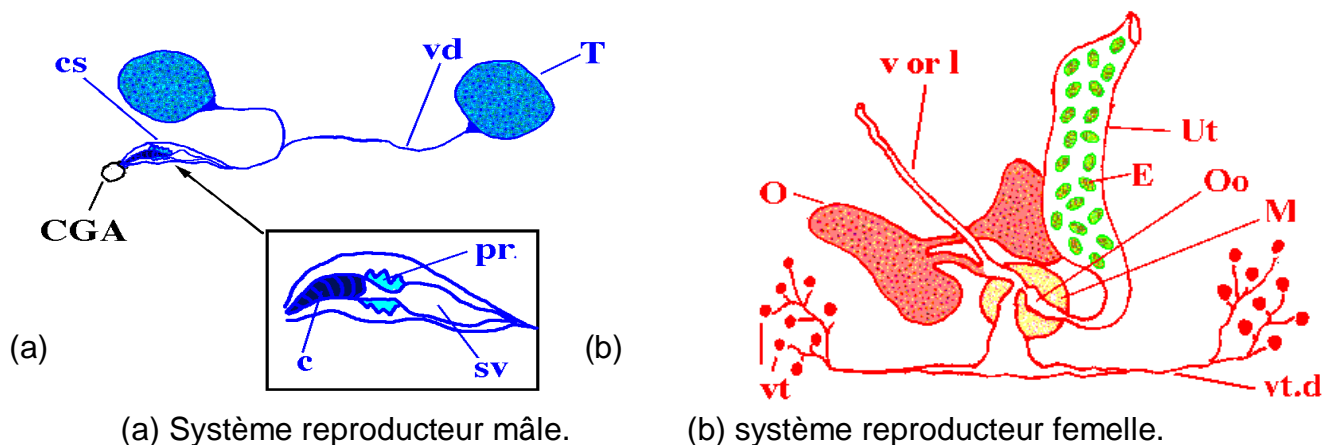 cs
vd
T
CGA
pr.
c
sv
(a)
(b)
v or l
Ut
E
Oo
M
O
vt
vt.d
(a) Système reproducteur mâle. (b) système reproducteur femelle.